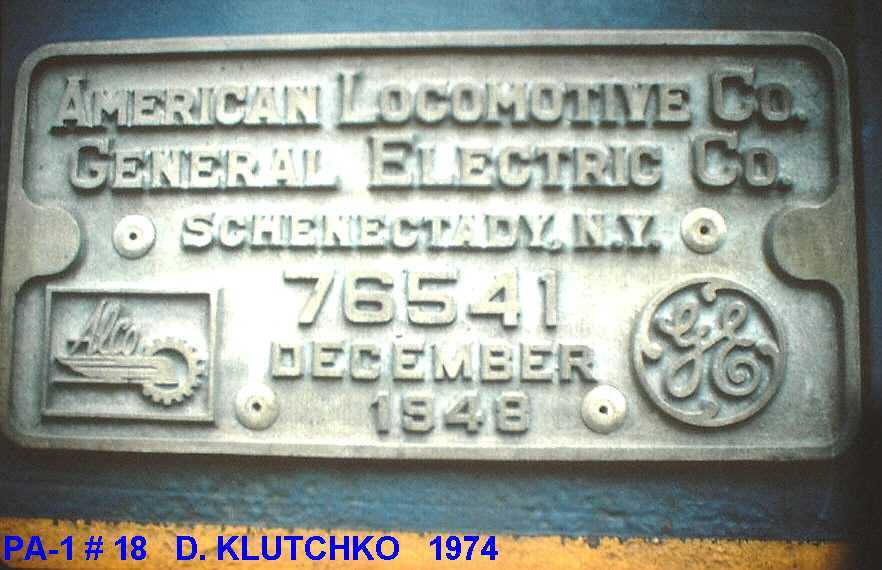 AMERICAN LOCOMOTIVE CO.
GENERAL ELECTRIC CO.
SCHENECTADY, N.Y.
76541
Alco
GE
DECEMBER
1948
PA-1 # 18 D. KLUTCHKO 1974